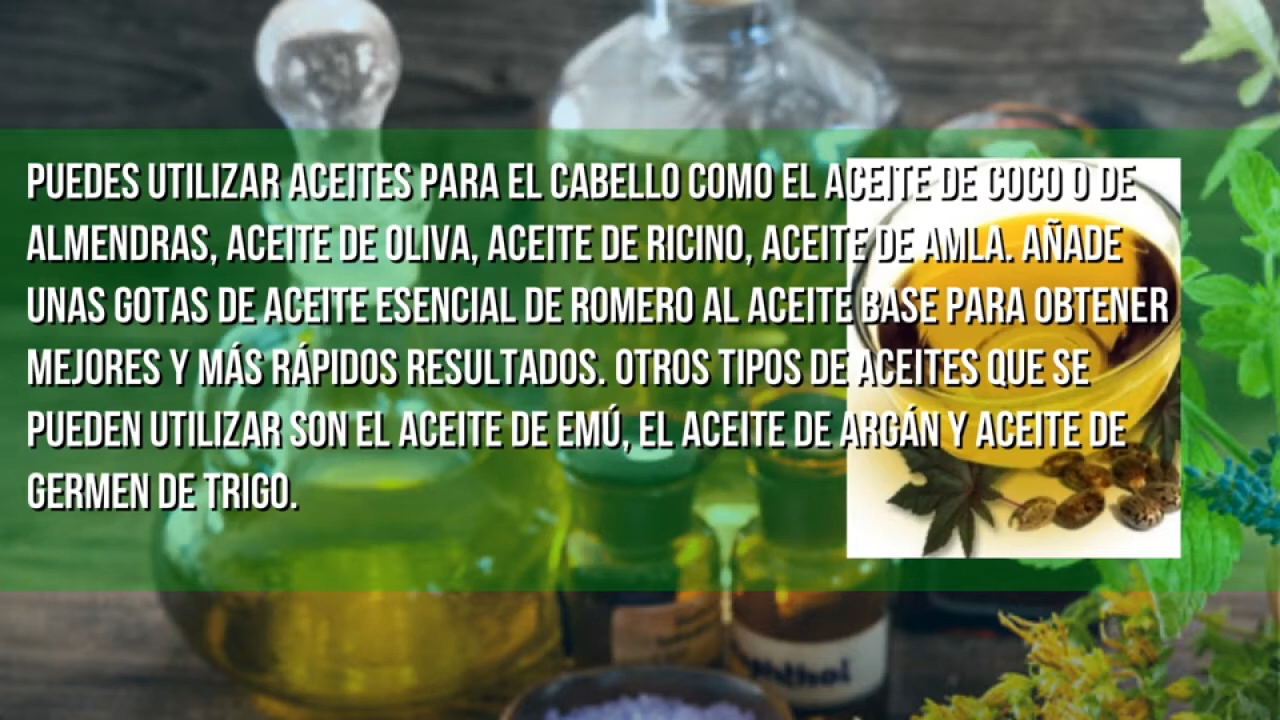 PUEDES UTILIZAR ACEITES PARA EL CABELLO COMO EL ACEITE DE COCO O DE
ALMENDRAS, ACEITE DE OLIVA, ACEITE DE RICINO, ACEITE DE AMLA. AÑADE
UNAS GOTAS DE ACEITE ESENCIAL DE ROMERO AL ACEITE BASE PARA OBTENER
MEJORES Y MÁS RÁPIDOS RESULTADOS. OTROS TIPOS DE ACEITES QUE SE
PUEDEN UTILIZAR SON EL ACEITE DE EMÚ, EL ACEITE DE ARGÁN Y ACEITE DE
GERMEN DE TRIGO.